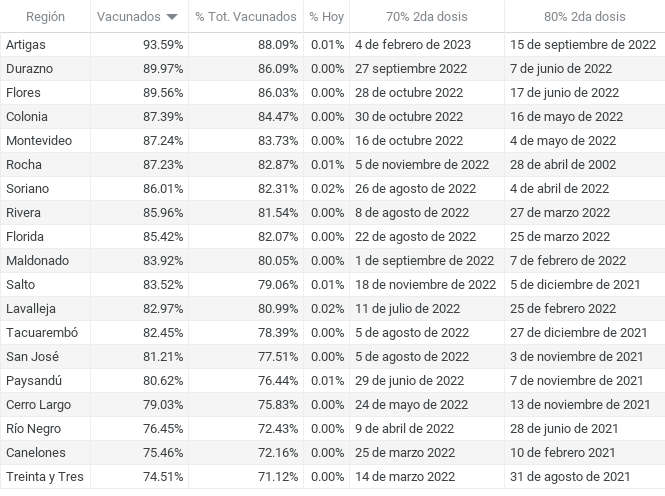 Región Vacunados % Tot. Vacunados % Hoy 70% 2da dosis 80% 2da dosis
Artigas 93.59% 88.09% 0.01% 4 de febrero de 2023 15 de septiembre de 2022
Durazno 89.97% 86.09% 0.00% 27 septiembre 2022 7 de junio de 2022
Flores 89.56% 86.03% 0.00% 28 de octubre 2022 17 de junio de 2022
Colonia 87.39% 84.47% 0.00% 30 de octubre 2022 16 de mayo de 2022
Montevideo 87.24% 83.73% 0.00% 16 de octubre 2022 4 de mayo de 2022
Rocha 87.23% 82.87% 0.01% 5 de noviembre de 2022 28 de abril de 2002
Soriano 86.01% 82.31% 0.02% 26 de agosto de 2022 4 de abril de 2022
Rivera 85.96% 81.54% 0.00% 8 de agosto de 2022 27 de marzo 2022
Florida 85.42% 82.07% 0.00% 22 de agosto de 2022 25 de marzo 2022
Maldonado 83.92% 80.05% 0.00% 1 de septiembre de 2022 7 de febrero de 2022
Salto 83.52% 79.06% 0.01% 18 de noviembre de 2022 5 de diciembre de 2021
Lavalleja 82.97% 80.99% 0.02% 11 de julio de 2022 25 de febrero 2022
Tacuarembó 82.45% 78.39% 0.00% 5 de agosto de 2022 27 de diciembre de 2021
San José 81.21% 77.51% 0.00% 5 de agosto de 2022 3 de noviembre de 2021
Paysandú 80.62% 76.44% 0.01% 29 de junio de 2022 7 de noviembre de 2021
Cerro Largo 79.03% 75.83% 0.00% 24 de mayo de 2022 13 de noviembre de 2021
Río Negro 76.45% 72.43% 0.00% 9 de abril de 2022 28 de junio de 2021
Canelones 75.46% 72.16% 0.00% 25 de marzo 2022 10 de febrero de 2021
Treinta y Tres 74.51% 71.12% 0.00% 14 de marzo 2022 31 de agosto de 2021